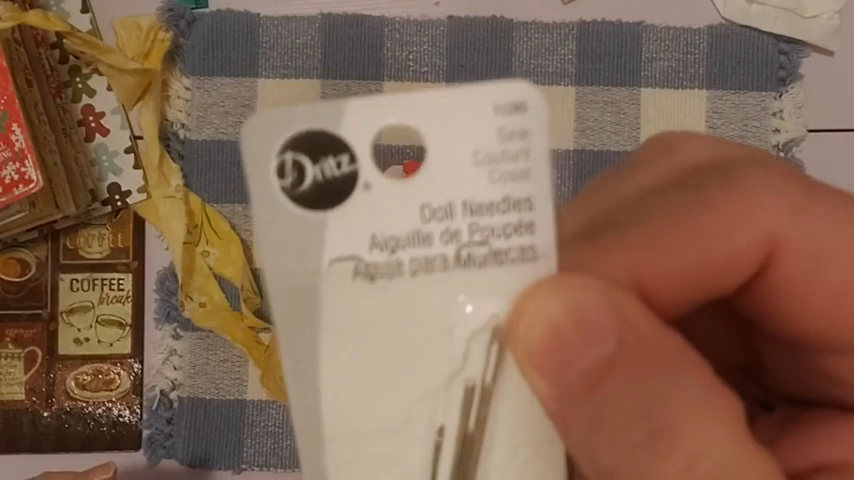 Dritz
Sew
Couture
Coser
Doll Needles
Aiguille de Poupée
Aguja para Muñecas
COFFEE
COFFEE
break